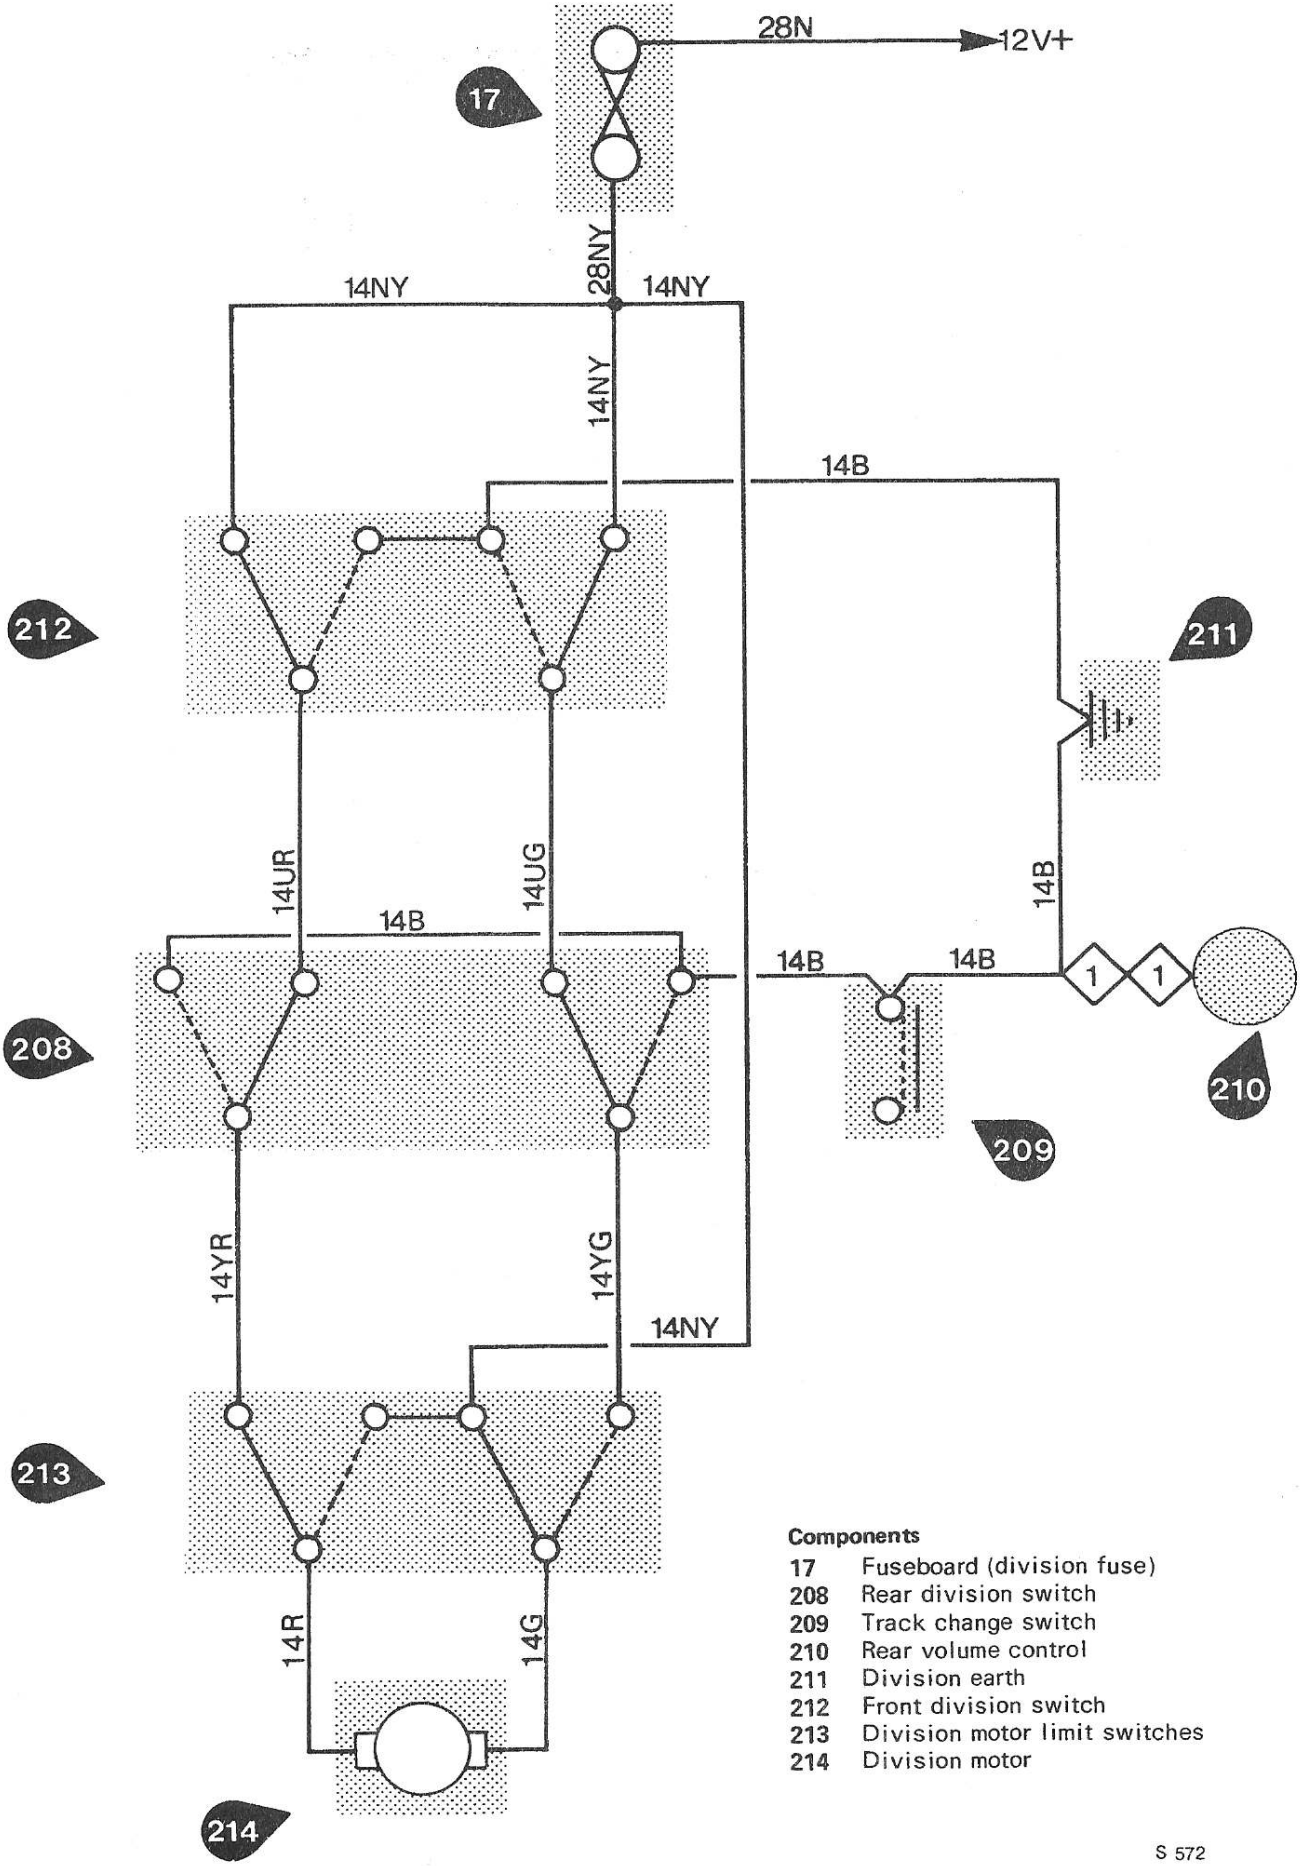 28N
12V+
17
28NY
14NY
14NY
14NY
14B
212
211
14UR
14UG
14B
14B
14B
14B
1
1
208
210
209
14YR
14YG
14NY
213
14R
14G
214
Components
17 Fuseboard (division fuse)
208 Rear division switch
209 Track change switch
210 Rear volume control
211 Division earth
212 Front division switch
213 Division motor limit switches
214 Division motor
S 572